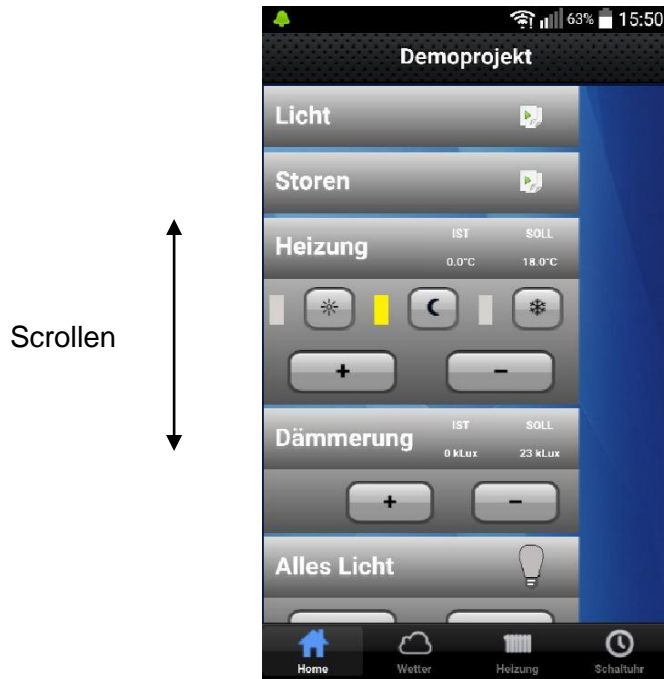 63% 15:50
Demoprojekt
Licht
Storen
Heizung IST SOLL
0.0°C 18.0°C
Scrollen
+ −
Dämmerung IST SOLL
0 kLux 23 kLux
+ −
Alles Licht
Home Wetter Heizung Schaltuhr